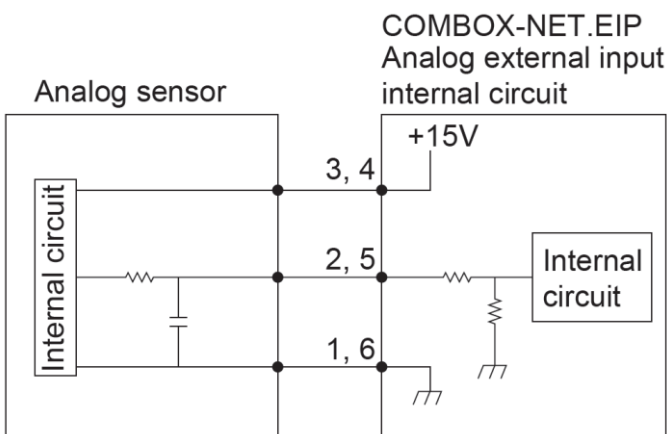 COMBOX-NET.EIP
Analog external input
internal circuit
Analog sensor
+15V
3, 4
Internal circuit
2, 5
Internal
circuit
1, 6